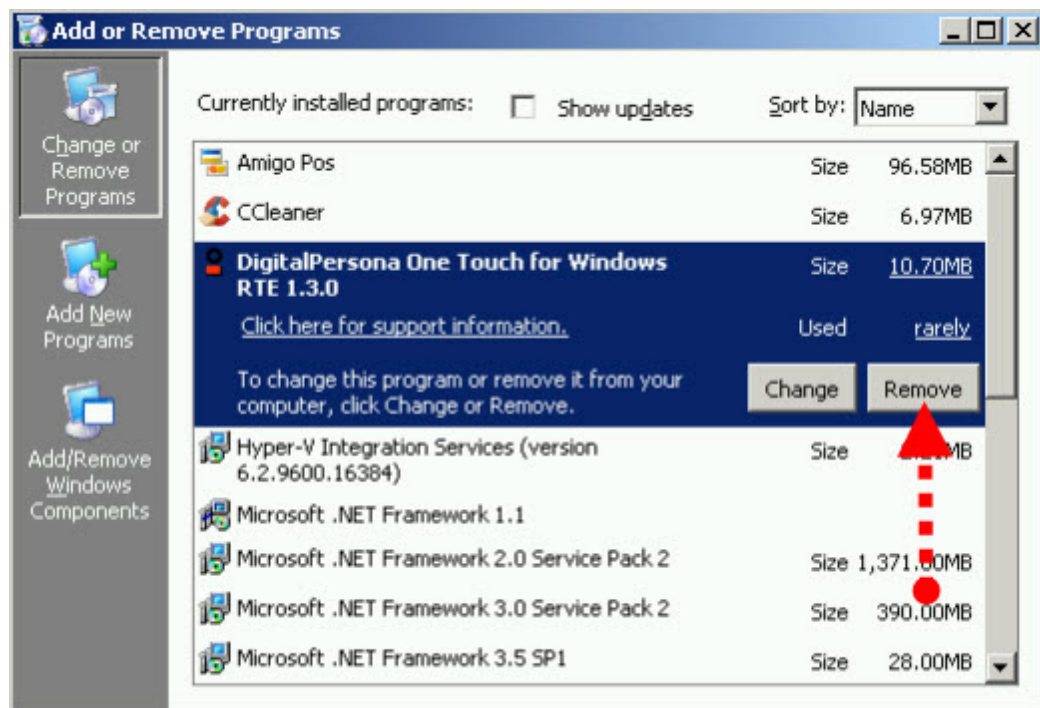 Add or Remove Programs
Change or
Remove
Programs
Add New
Programs
Add/Remove
Windows
Components
Currently installed programs: Show updates Sort by: Name
Amigo Pos Size 96.58MB
CCleaner Size 6.97MB
DigitalPersona One Touch for Windows Size 10.70MB
RTE 1.3.0
Click here for support information. Used rarely
To change this program or remove it from your
computer, click Change or Remove.
Change Remove
Hyper-V Integration Services (version Size
6.2.9600.16384)
Microsoft .NET Framework 1.1
Microsoft .NET Framework 2.0 Service Pack 2 Size
Microsoft .NET Framework 3.0 Service Pack 2 Size 390.00MB
Microsoft .NET Framework 3.5 SP1 Size 28.00MB